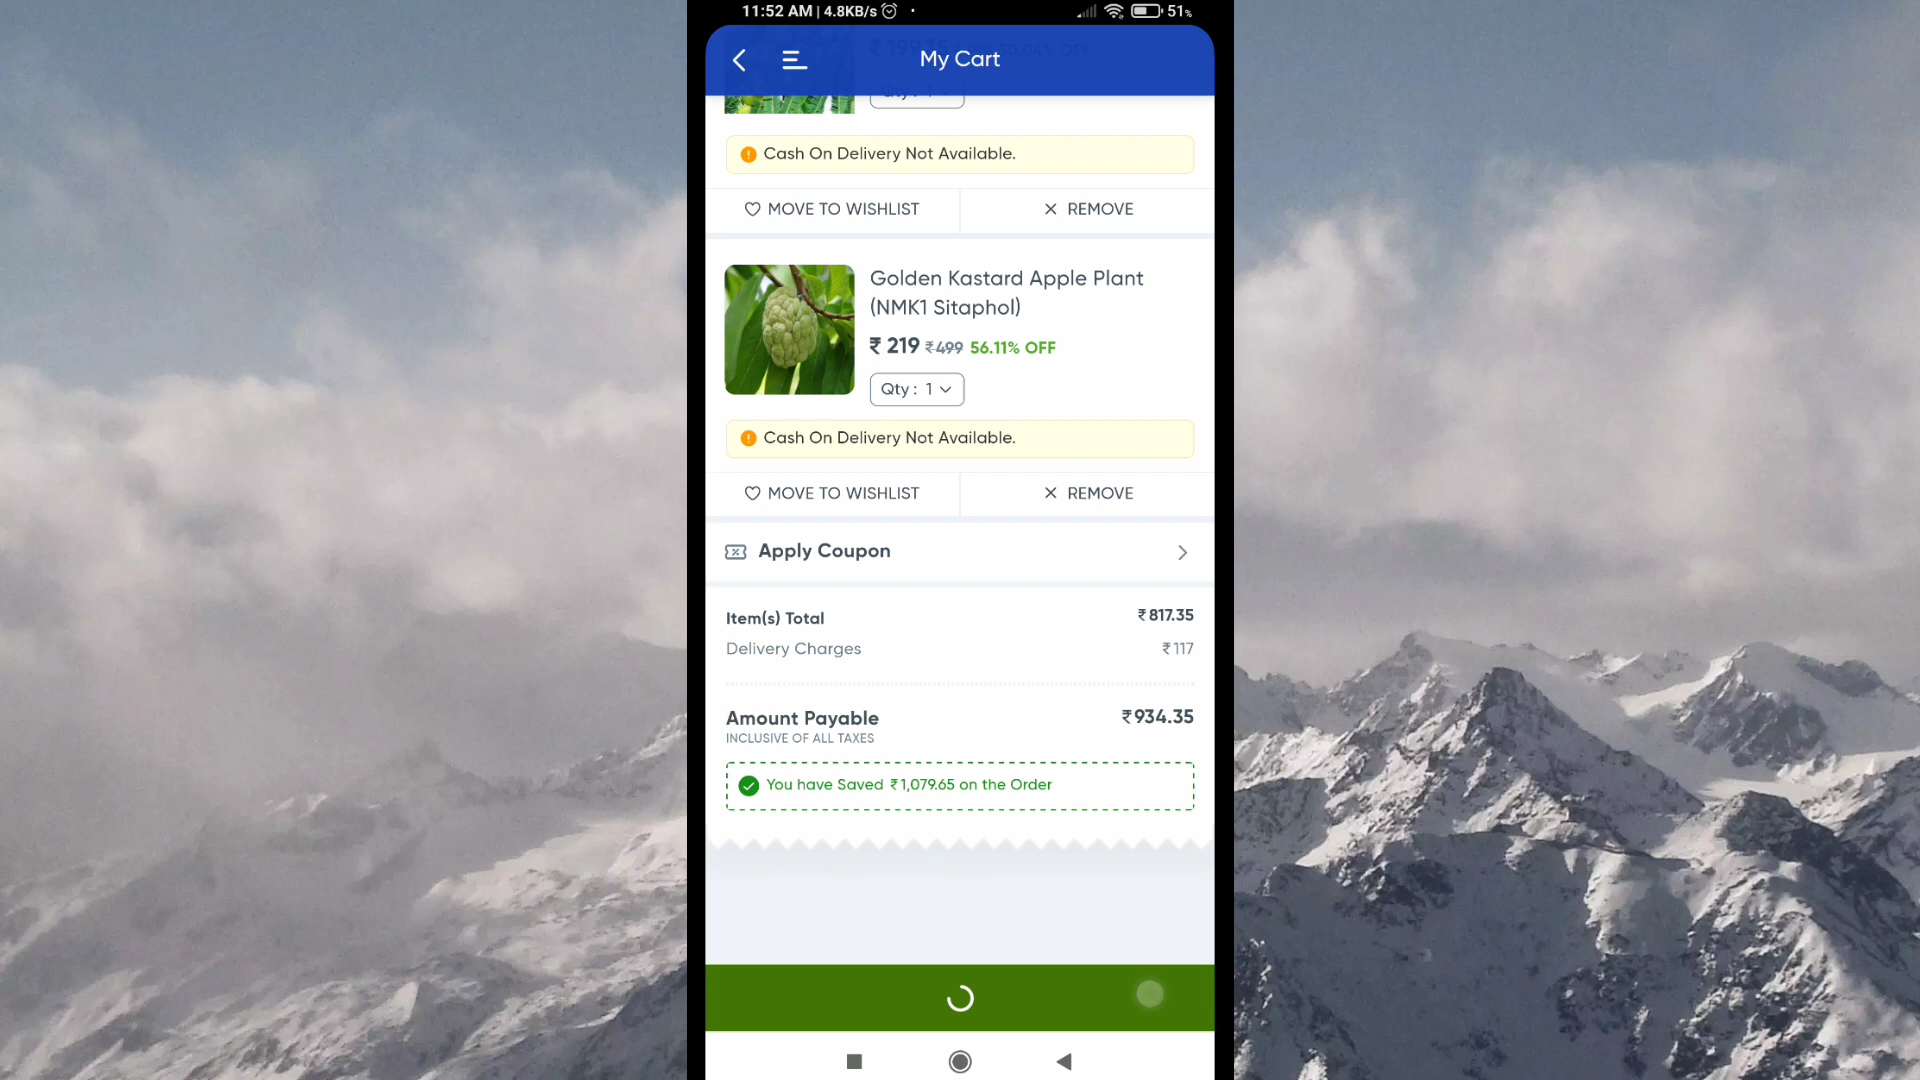 11:52 AM | 4.8KB/s
51%
My Cart
Cash On Delivery Not Available.
MOVE TO WISHLIST
REMOVE
Golden Kastard Apple Plant
(NMK1 Sitaphol)
₹ 219 ₹499 56.11% OFF
Qty : 1
Cash On Delivery Not Available.
MOVE TO WISHLIST
REMOVE
Apply Coupon
Item(s) Total ₹817.35
Delivery Charges ₹117
Amount Payable ₹934.35
INCLUSIVE OF ALL TAXES
You have Saved ₹1,079.65 on the Order